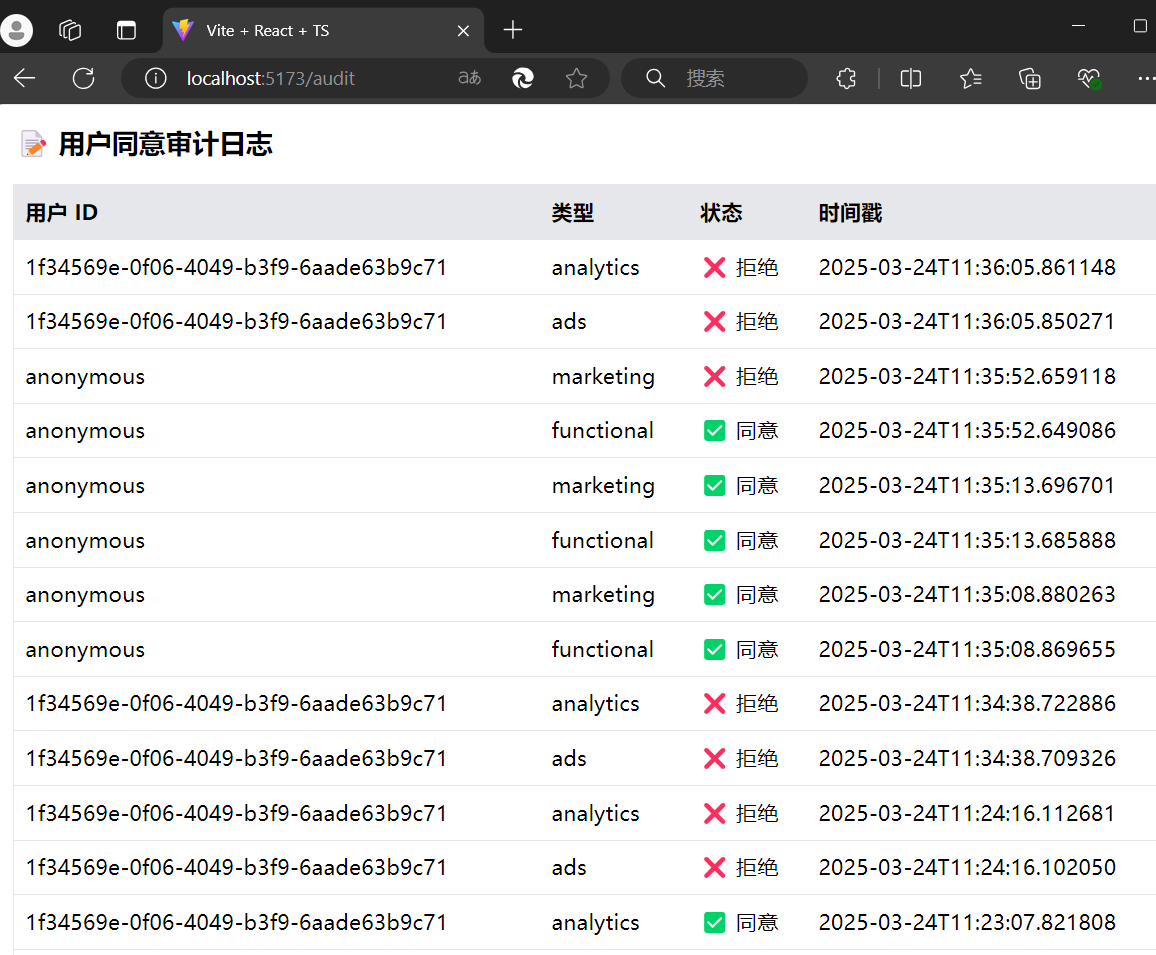 Vite + React + TS
localhost:5173/audit
aあ
搜索
用户同意审计日志
用户 ID 类型 状态 时间戳
1f34569e-0f06-4049-b3f9-6aade63b9c71 analytics ❌ 拒绝 2025-03-24T11:36:05.861148
1f34569e-0f06-4049-b3f9-6aade63b9c71 ads ❌ 拒绝 2025-03-24T11:36:05.850271
anonymous marketing ❌ 拒绝 2025-03-24T11:35:52.659118
anonymous functional ✅ 同意 2025-03-24T11:35:52.649086
anonymous marketing ✅ 同意 2025-03-24T11:35:13.696701
anonymous functional ✅ 同意 2025-03-24T11:35:13.685888
anonymous marketing ✅ 同意 2025-03-24T11:35:08.880263
anonymous functional ✅ 同意 2025-03-24T11:35:08.869655
1f34569e-0f06-4049-b3f9-6aade63b9c71 analytics ❌ 拒绝 2025-03-24T11:34:38.722886
1f34569e-0f06-4049-b3f9-6aade63b9c71 ads ❌ 拒绝 2025-03-24T11:34:38.709326
1f34569e-0f06-4049-b3f9-6aade63b9c71 analytics ❌ 拒绝 2025-03-24T11:24:16.112681
1f34569e-0f06-4049-b3f9-6aade63b9c71 ads ❌ 拒绝 2025-03-24T11:24:16.102050
1f34569e-0f06-4049-b3f9-6aade63b9c71 analytics ✅ 同意 2025-03-24T11:23:07.821808